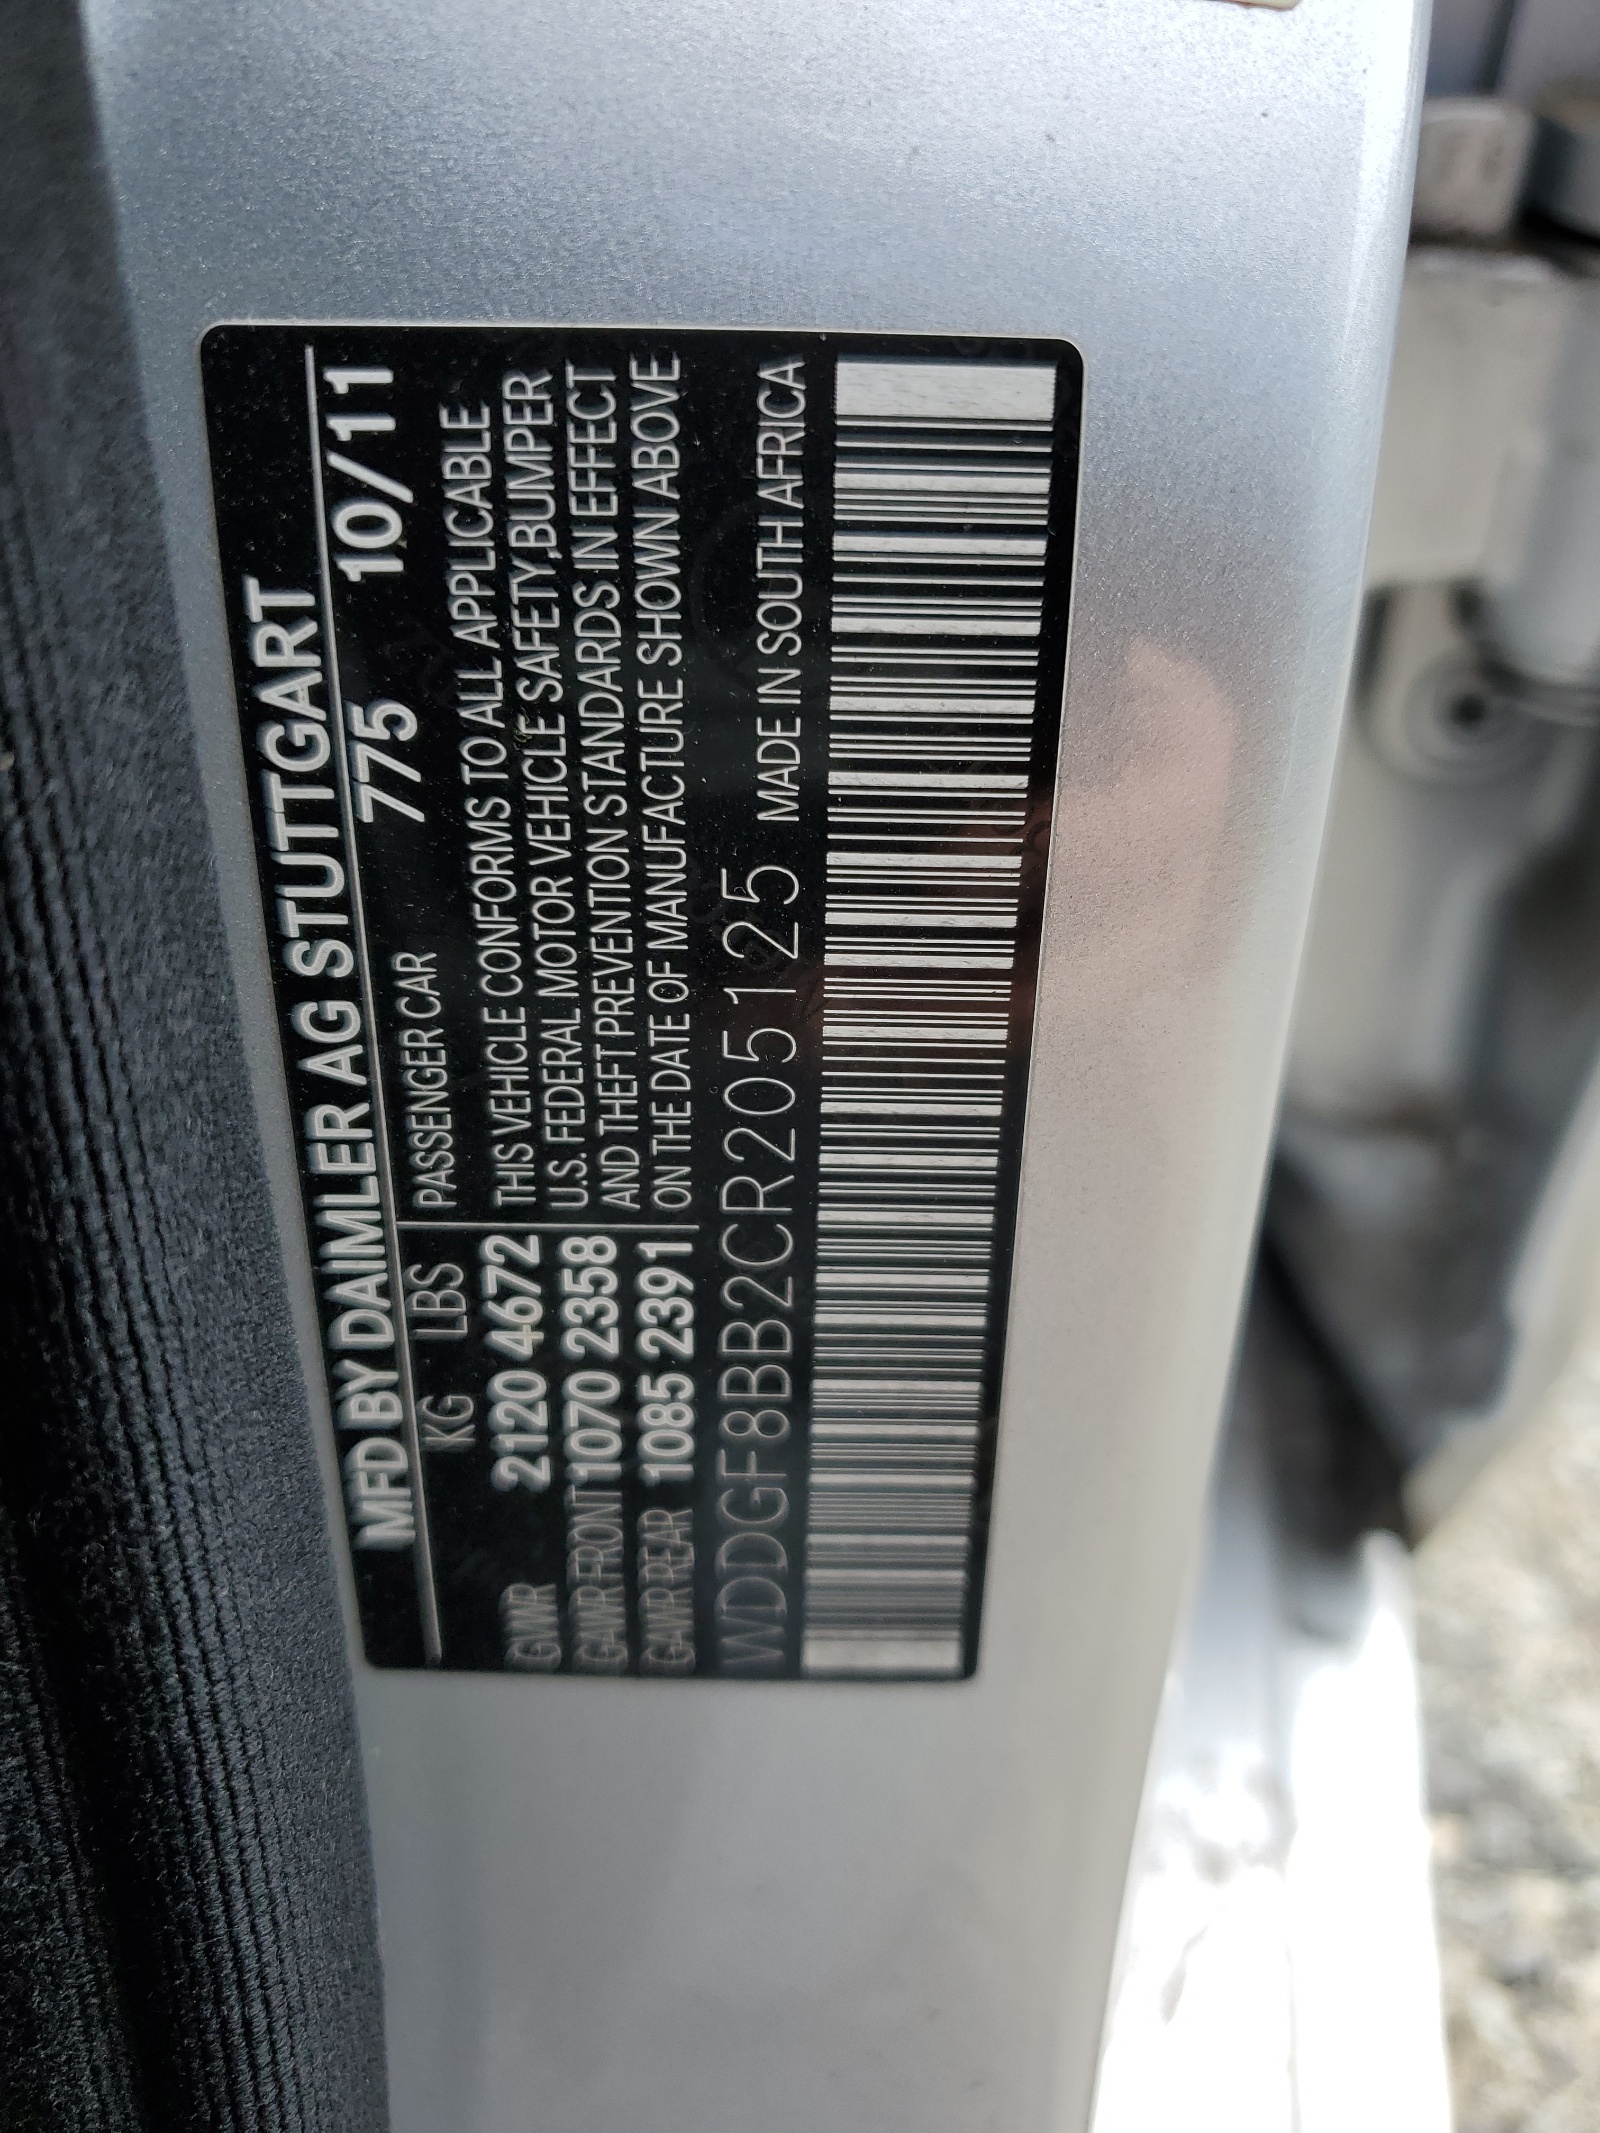 MFD BY DAIMLER AG STUTTGART
KG LBS PASSENGER CAR 775 10/11
GVWR 2120 4672 THIS VEHICLE CONFORMS TO ALL APPLICABLE
GAWR FRONT 1070 2358 U.S. FEDERAL MOTOR VEHICLE SAFETY,BUMPER
GAWR REAR 1085 2391 AND THEFT PREVENTION STANDARDS IN EFFECT
ON THE DATE OF MANUFACTURE SHOWN ABOVE
WDDGF8BB2CR205125 MADE IN SOUTH AFRICA